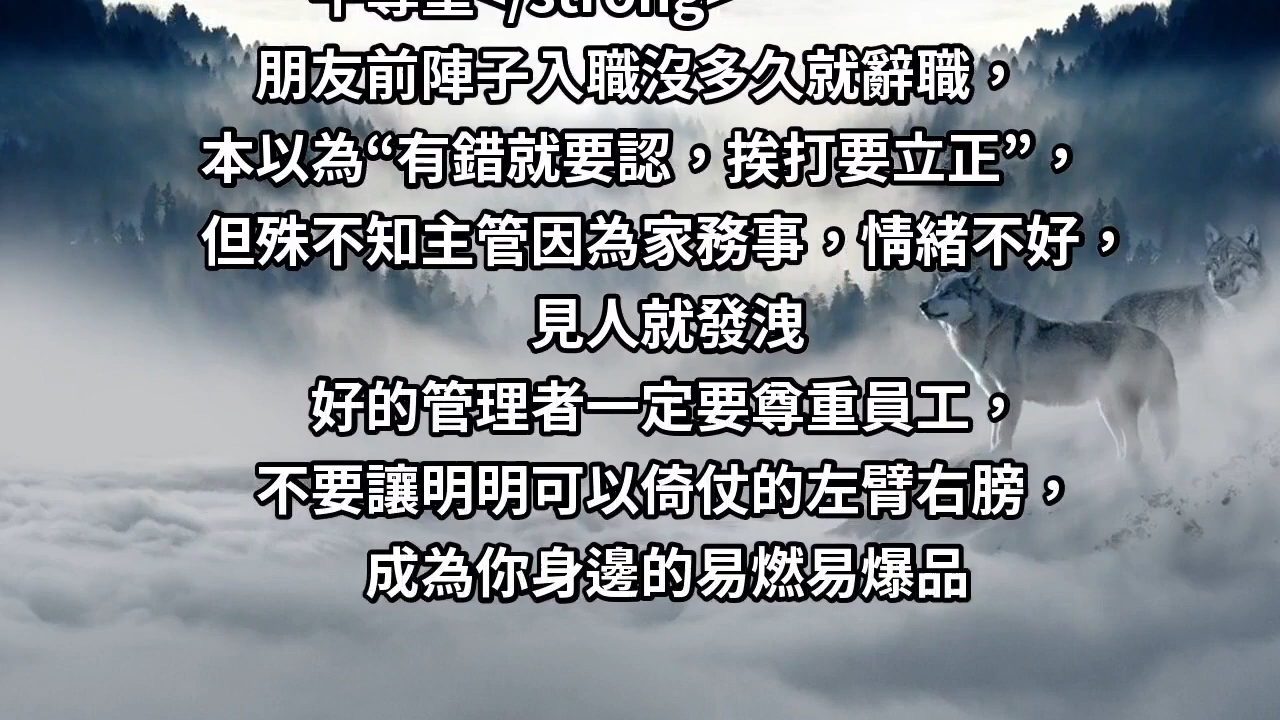 不尊重</strong>
朋友前陣子入職沒多久就辭職，
本以為“有錯就要認，挨打要立正”，
但殊不知主管因為家務事，情緒不好，
見人就發洩
好的管理者一定要尊重員工，
不要讓明明可以倚仗的左臂右膀，
成為你身邊的易燃易爆品